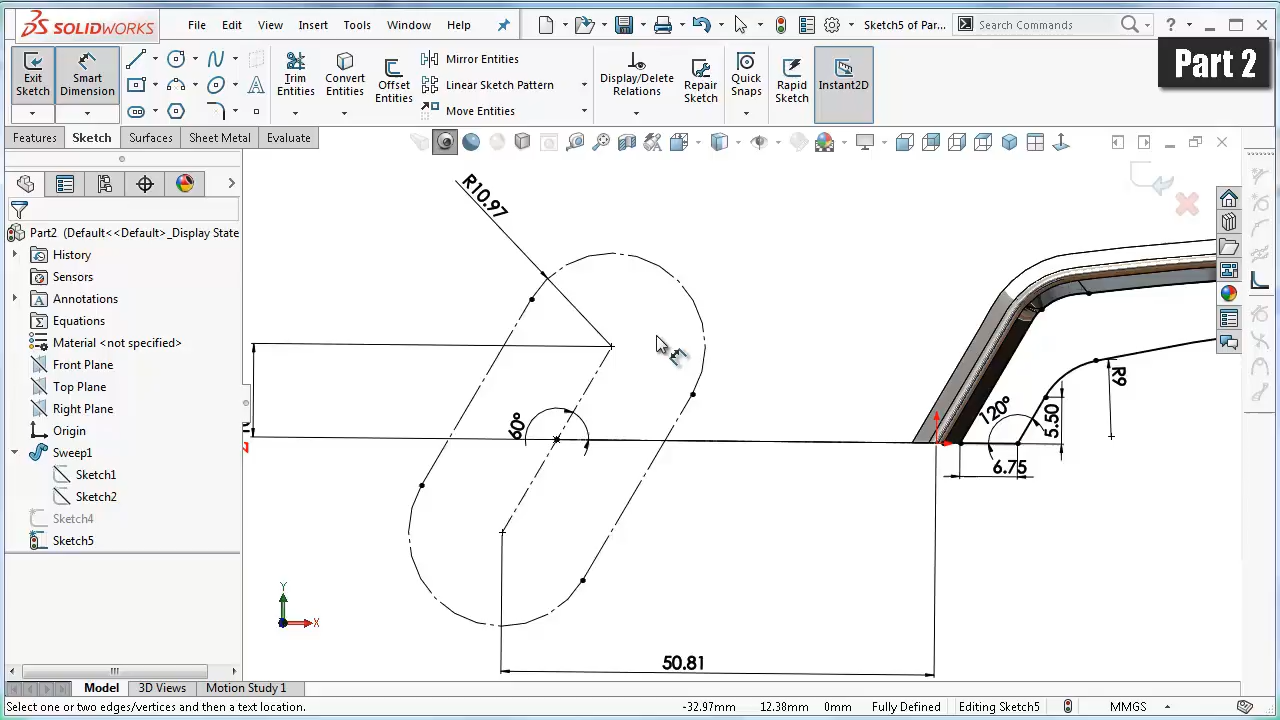 SOLIDWORKS
File Edit View Insert Tools Window Help
Sketch5 of Par...
Search Commands
?
Part 2
Exit Sketch
Smart Dimension
Trim Entities
Convert Entities
Offset Entities
Mirror Entities
Linear Sketch Pattern
Move Entities
Display/Delete Relations
Repair Sketch
Quick Snaps
Rapid Sketch
Instant2D
Features Sketch Surfaces Sheet Metal Evaluate
Part2 (Default<<Default>_Display State
History
Sensors
Annotations
Equations
Material <not specified>
Front Plane
Top Plane
Right Plane
Origin
Sweep1
Sketch1
Sketch2
Sketch4
Sketch5
R10.97
60°
120°
5.50
R9
6.75
50.81
Y
X
Model 3D Views Motion Study 1
Select one or two edges/vertices and then a text location.
-32.97mm 12.38mm 0mm Fully Defined Editing Sketch5 MMGS